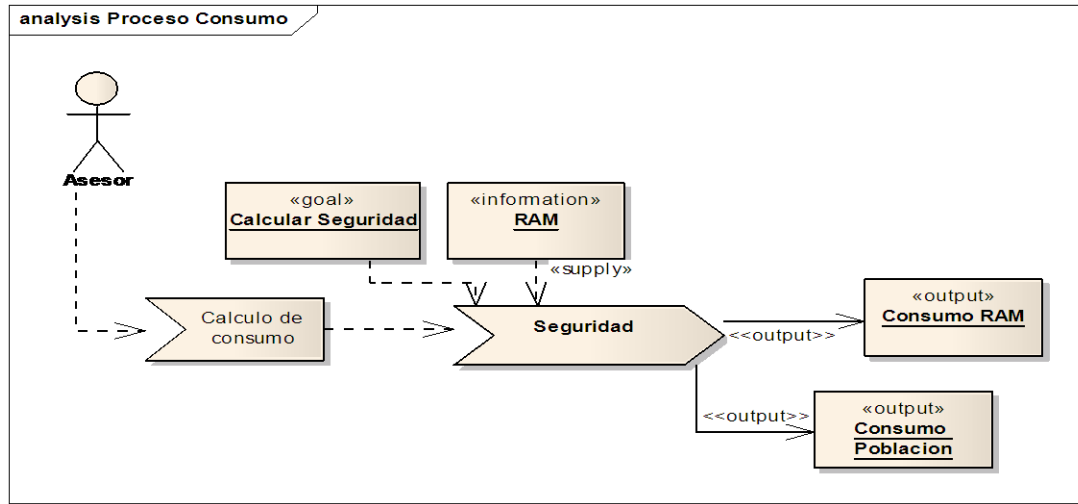 analysis Proceso Consumo
Asesor
«goal»
Calcular Seguridad
«information»
RAM
«supply»
Calculo de
consumo
Seguridad
<<output>>
«output»
Consumo RAM
<<output>>
«output»
Consumo
Poblacion